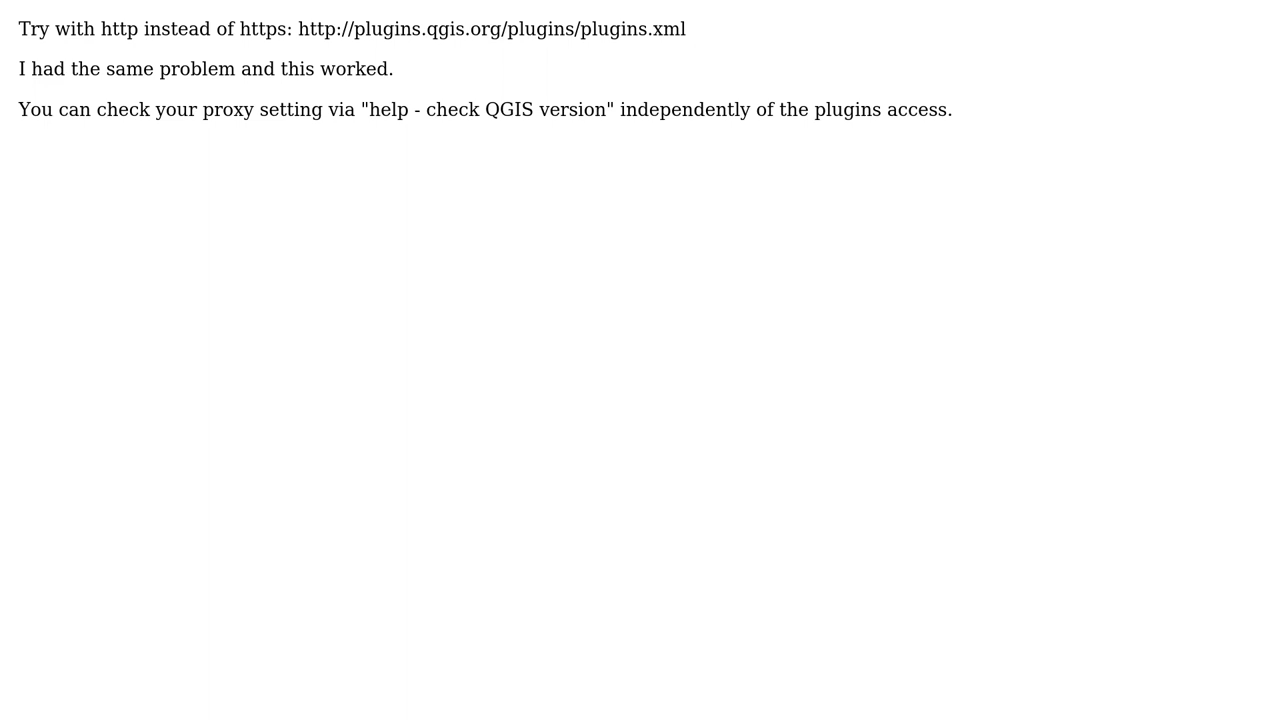 Try with http instead of https: http://plugins.qgis.org/plugins/plugins.xml
I had the same problem and this worked.
You can check your proxy setting via "help - check QGIS version" independently of the plugins access.